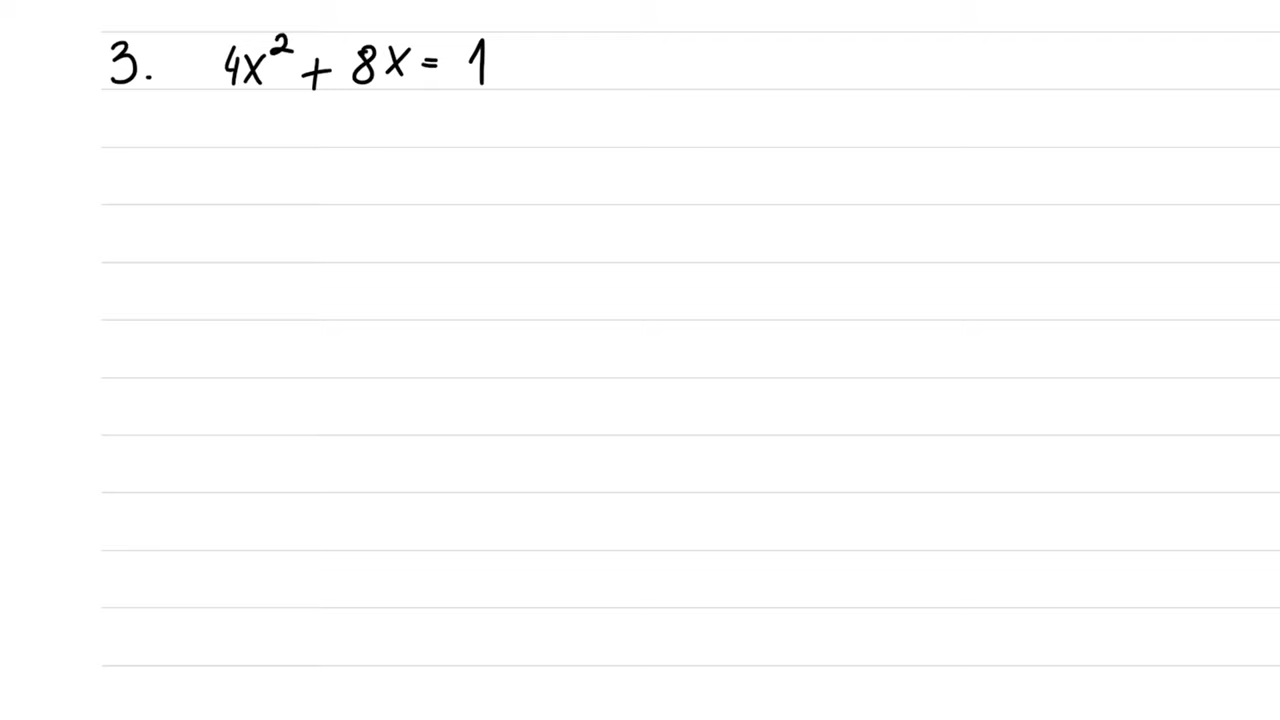 3. 4x² + 8x = 1